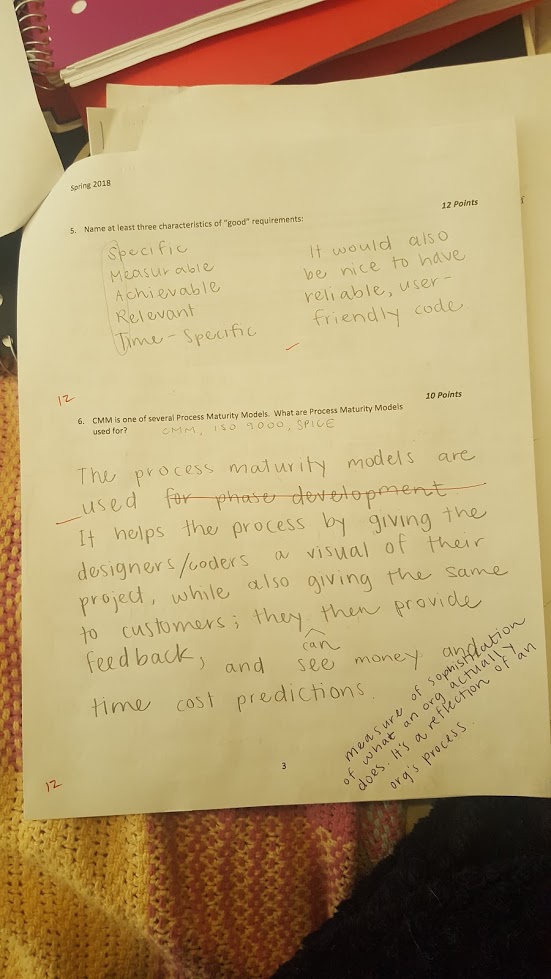 Spring 2018
12 Points
5. Name at least three characteristics of "good" requirements:
Specific
Measurable
Achievable
Relevant
Time-Specific
It would also
be nice to have
reliable, user-
friendly code
12
10 Points
6. CMM is one of several Process Maturity Models. What are Process Maturity Models
used for? CMM, ISO 9000, SPICE
The process maturity models are
used for phase development
It helps the process by giving the
designers/coders a visual of their
project, while also giving the same
to customers; they then provide
feedback, and can see money and
time cost predictions.
measure of sophistication
of what an org actually
does. It's a reflection of an
org's process.
3
12